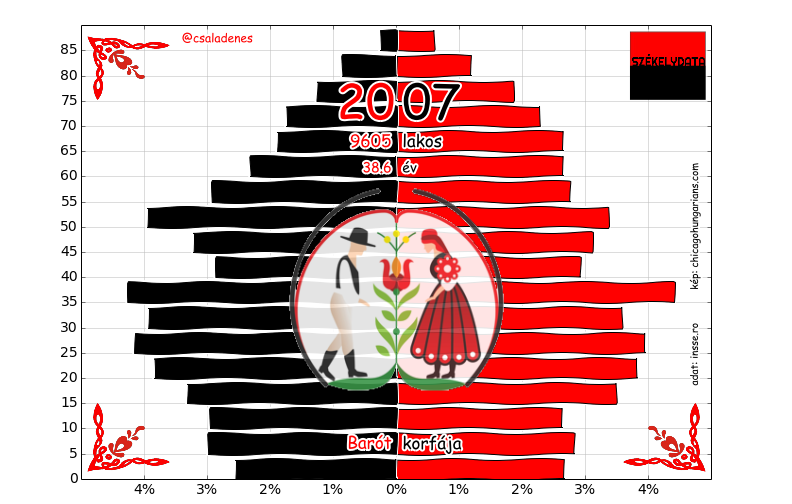 @csaladenes
SZÉKELYDATA
2007
9605 lakos
38.6 év
kép: chicagohungarians.com
adat: insse.ro
Barót korfája
85
80
75
70
65
60
55
50
45
40
35
30
25
20
15
10
5
0
4% 3% 2% 1% 0% 1% 2% 3% 4%